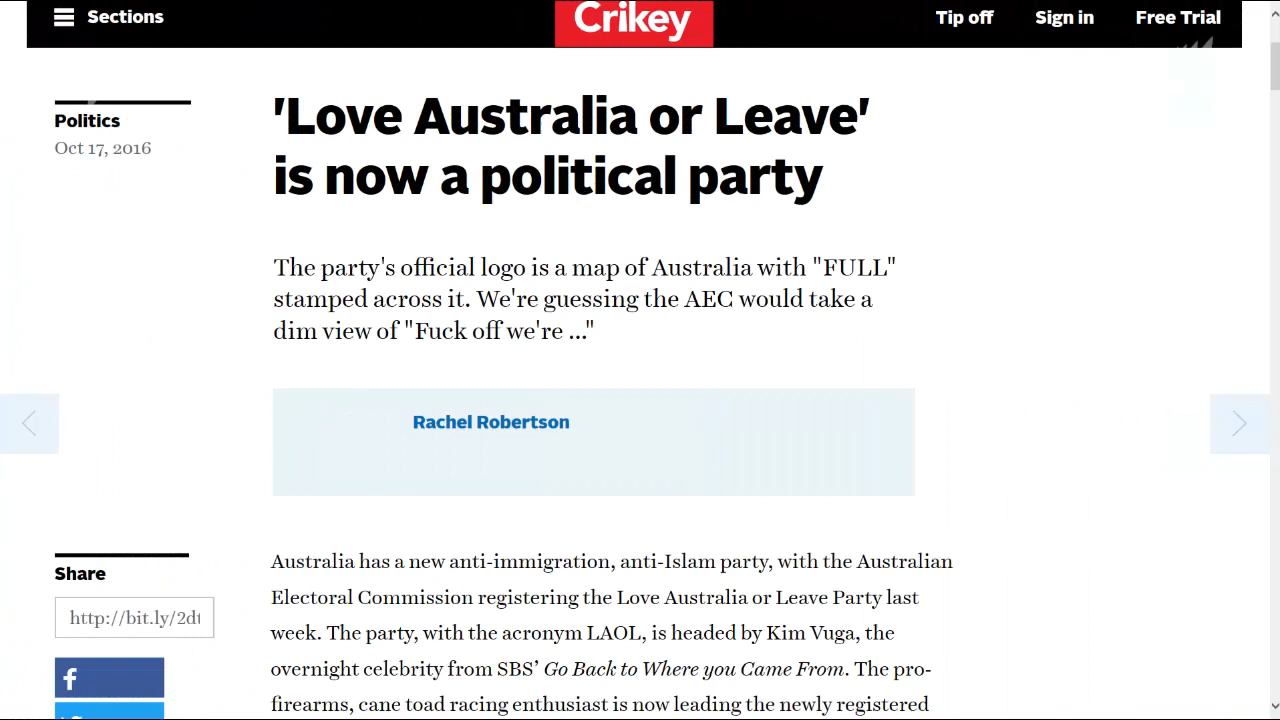 Sections
Crikey
Tip off
Sign in
Free Trial
Politics
Oct 17, 2016
'Love Australia or Leave'
is now a political party
The party's official logo is a map of Australia with "FULL"
stamped across it. We're guessing the AEC would take a
dim view of "Fuck off we're ..."
Rachel Robertson
Share
http://bit.ly/2dt
f
Australia has a new anti-immigration, anti-Islam party, with the Australian
Electoral Commission registering the Love Australia or Leave Party last
week. The party, with the acronym LAOL, is headed by Kim Vuga, the
overnight celebrity from SBS’ Go Back to Where you Came From. The pro-
firearms, cane toad racing enthusiast is now leading the newly registered